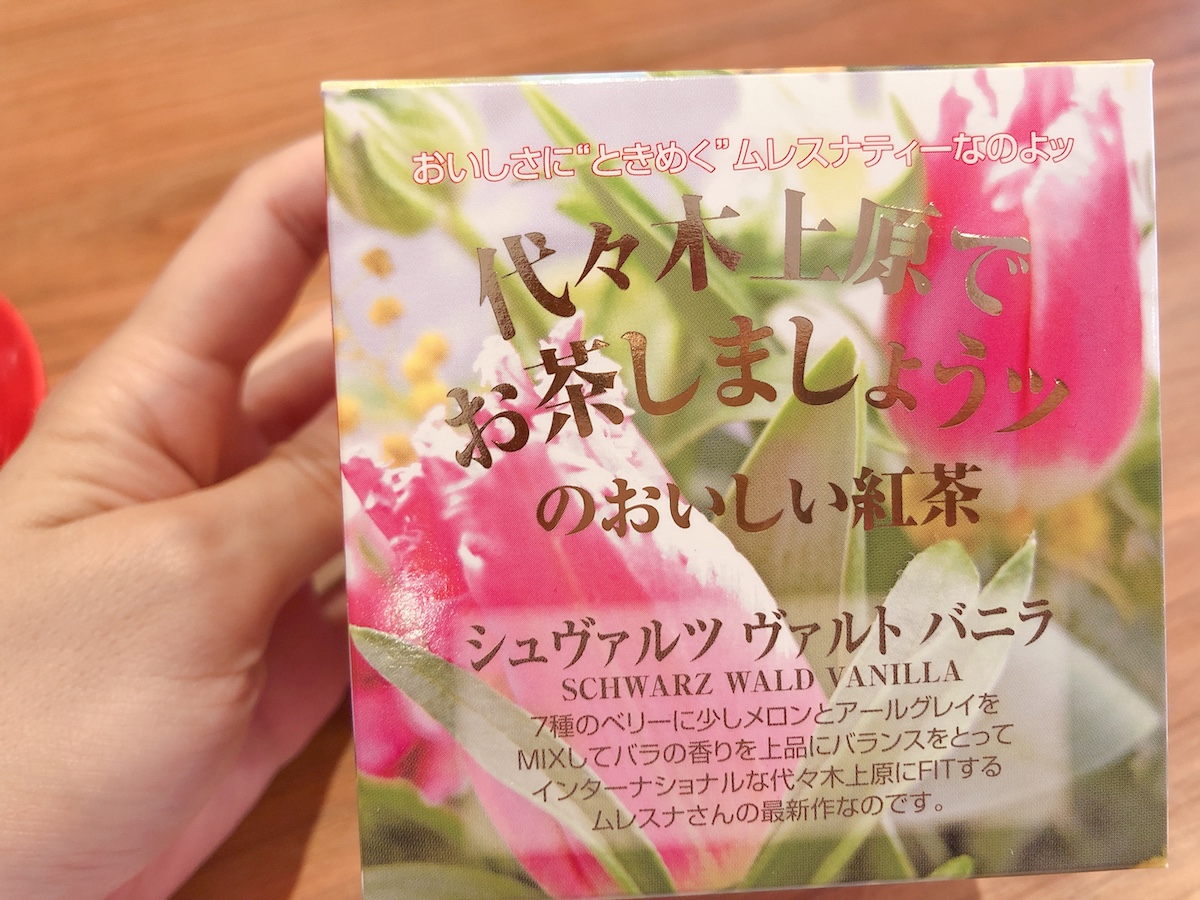 おいしさに“ときめく”ムレスナティーなのよッ
代々木上原で
お茶しましょうッ
のおいしい紅茶
シュヴァルツ ヴァルト バニラ
SCHWARZ WALD VANILLA
7種のベリーに少しメロンとアールグレイを
MIXしてバラの香りを上品にバランスをとって
インターナショナルな代々木上原にFITする
ムレスナさんの最新作なのです。